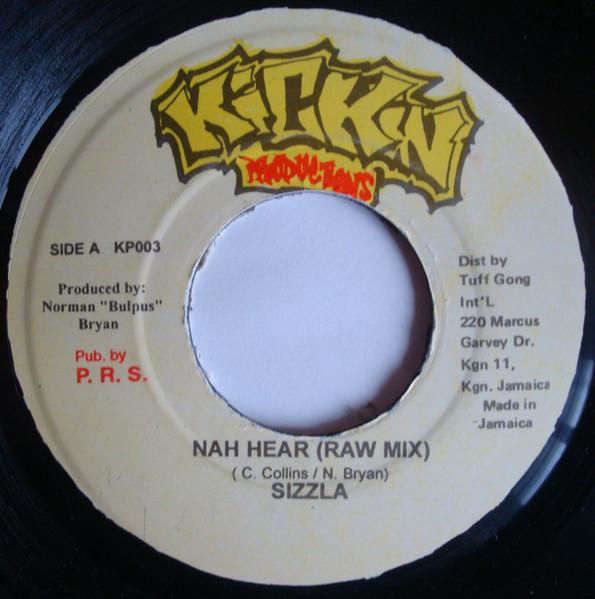 KICKIN
PRODUCTIONS
SIDE A KP003
Produced by:
Norman "Bulpus"
Bryan
Pub. by
P. R. S.
Dist by
Tuff Gong
Int'L
220 Marcus
Garvey Dr.
Kgn 11,
Kgn. Jamaica
Made in
Jamaica
NAH HEAR (RAW MIX)
( C. Collins / N. Bryan)
SIZZLA